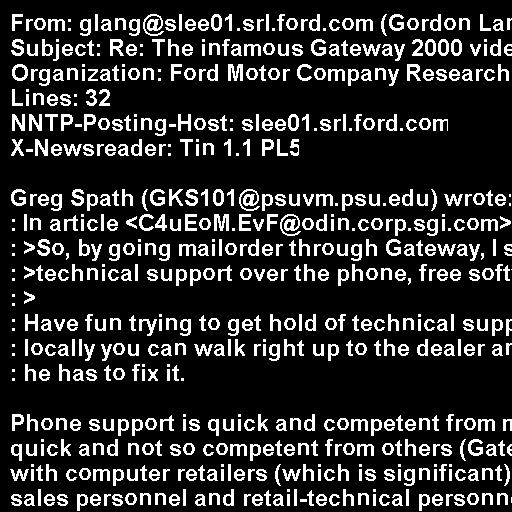 From: glang@slee01.srl.ford.com (Gordon Lan
Subject: Re: The infamous Gateway 2000 vide
Organization: Ford Motor Company Research
Lines: 32
NNTP-Posting-Host: slee01.srl.ford.com
X-Newsreader: Tin 1.1 PL5

Greg Spath (GKS101@psuvm.psu.edu) wrote:
: In article <C4uEoM.EvF@odin.corp.sgi.com>
: >So, by going mailorder through Gateway, I s
: >technical support over the phone, free soft
: >
: Have fun trying to get hold of technical supp
: locally you can walk right up to the dealer an
: he has to fix it.

Phone support is quick and competent from m
quick and not so competent from others (Gate
with computer retailers (which is significant)
sales personnel and retail-technical personne